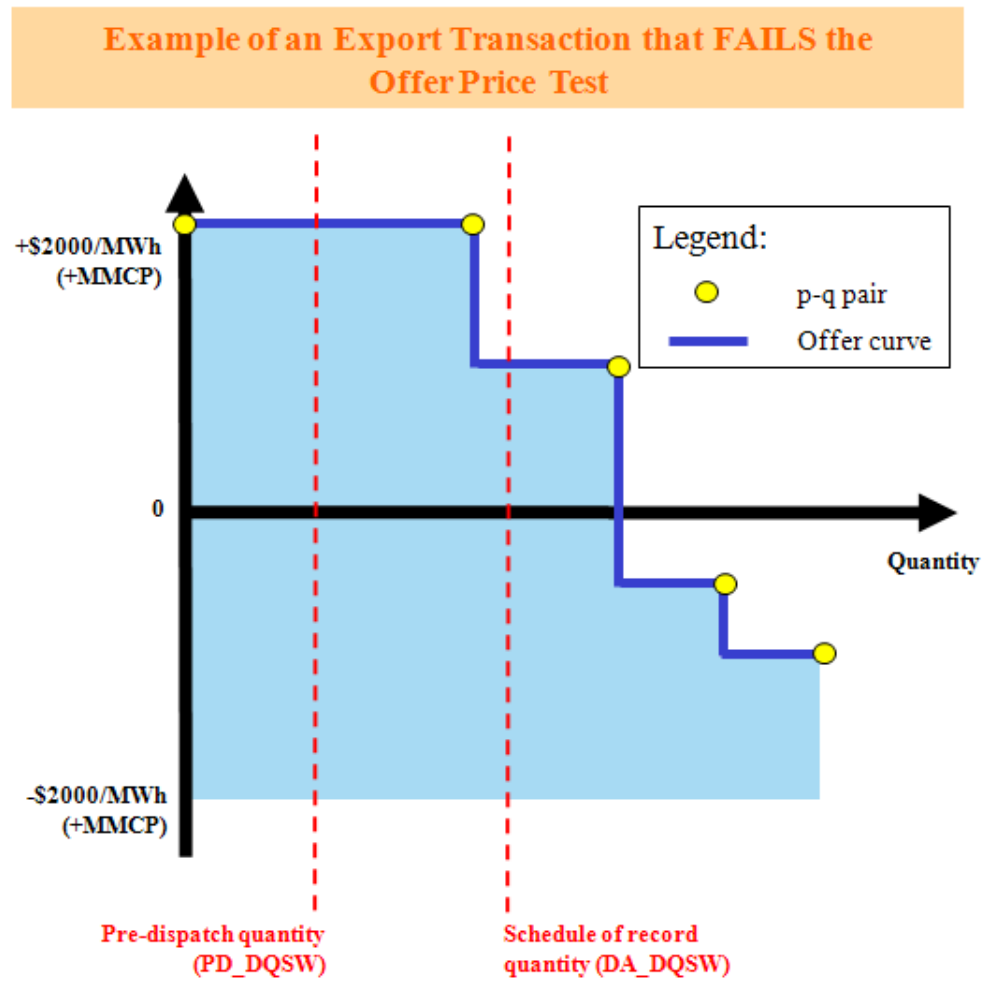 Example of an Export Transaction that FAILS the
Offer Price Test
+$2000/MWh
(+MMCP)
Legend:
p-q pair
Offer curve
0
Quantity
-$2000/MWh
(+MMCP)
Pre-dispatch quantity
(PD_DQSW)
Schedule of record
quantity (DA_DQSW)